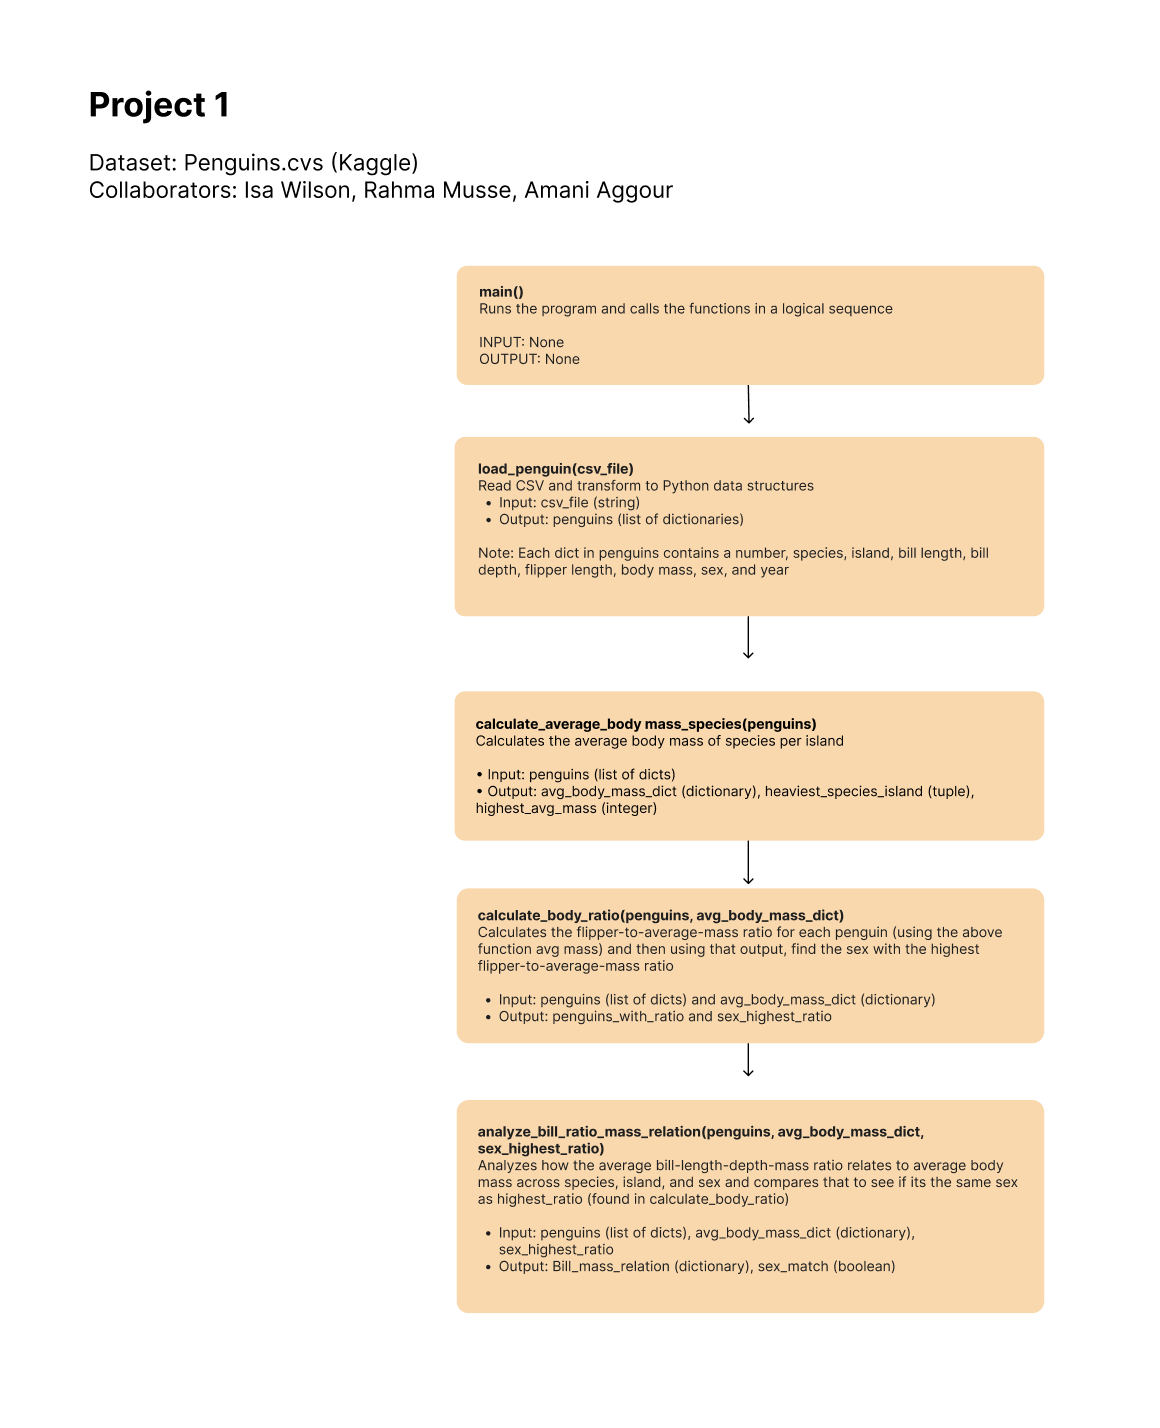 Project 1
Dataset: Penguins.cvs (Kaggle)
Collaborators: Isa Wilson, Rahma Musse, Amani Aggour
main()
Runs the program and calls the functions in a logical sequence
INPUT: None
OUTPUT: None
load_penguin(csv_file)
Read CSV and transform to Python data structures
• Input: csv_file (string)
• Output: penguins (list of dictionaries)
Note: Each dict in penguins contains a number, species, island, bill length, bill
depth, flipper length, body mass, sex, and year
calculate_average_body mass_species(penguins)
Calculates the average body mass of species per island
• Input: penguins (list of dicts)
• Output: avg_body_mass_dict (dictionary), heaviest_species_island (tuple),
highest_avg_mass (integer)
calculate_body_ratio(penguins, avg_body_mass_dict)
Calculates the flipper-to-average-mass ratio for each penguin (using the above
function avg mass) and then using that output, find the sex with the highest
flipper-to-average-mass ratio
• Input: penguins (list of dicts) and avg_body_mass_dict (dictionary)
• Output: penguins_with_ratio and sex_highest_ratio
analyze_bill_ratio_mass_relation(penguins, avg_body_mass_dict,
sex_highest_ratio)
Analyzes how the average bill-length-depth-mass ratio relates to average body
mass across species, island, and sex and compares that to see if its the same sex
as highest_ratio (found in calculate_body_ratio)
• Input: penguins (list of dicts), avg_body_mass_dict (dictionary),
sex_highest_ratio
• Output: Bill_mass_relation (dictionary), sex_match (boolean)